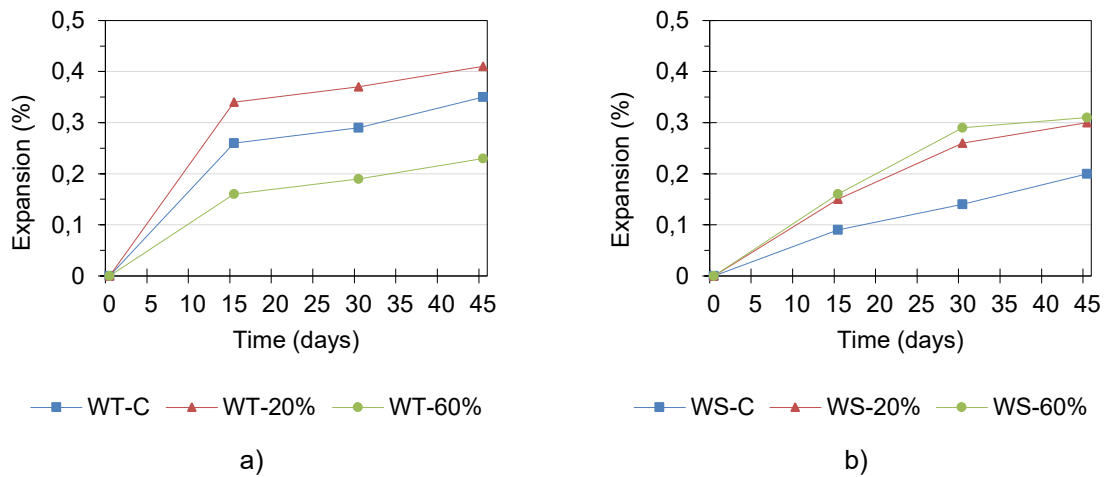 0,5
0,4
0,3
0,2
0,1
0
Expansion (%)
0 5 10 15 20 25 30 35 40 45
Time (days)
WT-C WT-20% WT-60%
a)
0,5
0,4
0,3
0,2
0,1
0
Expansion (%)
0 5 10 15 20 25 30 35 40 45
Time (days)
WS-C WS-20% WS-60%
b)